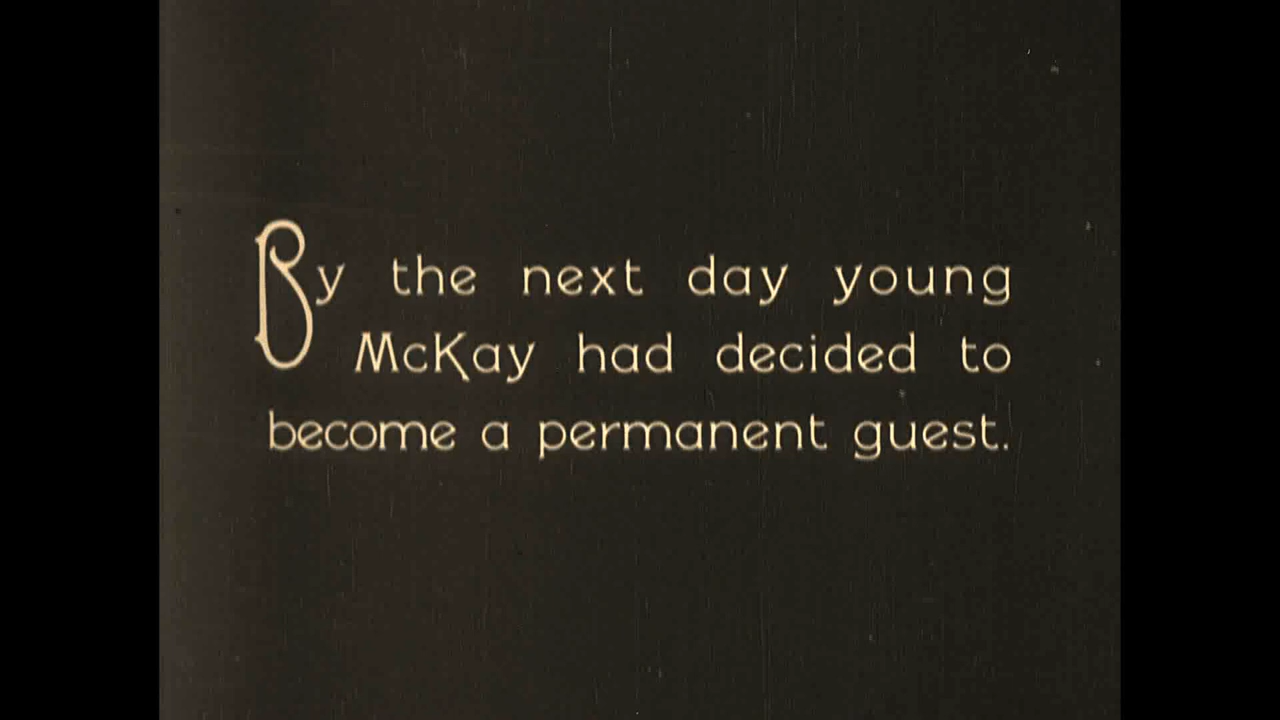 By the next day young
McKay had decided to
become a permanent guest.